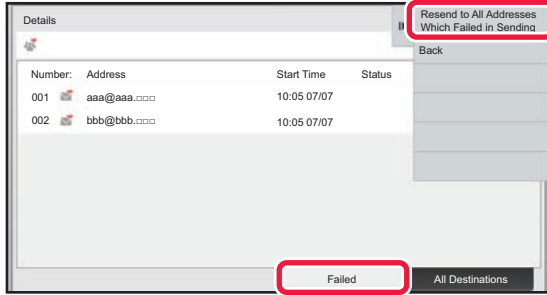 Details
Resend to All Addresses
Which Failed in Sending
Back
Number: Address Start Time Status
001 aaa@aaa.□□□ 10:05 07/07
002 bbb@bbb.□□□ 10:05 07/07
Failed All Destinations